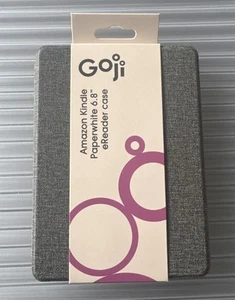 Goji
Amazon Kindle
Paperwhite 6.8"
eReader case